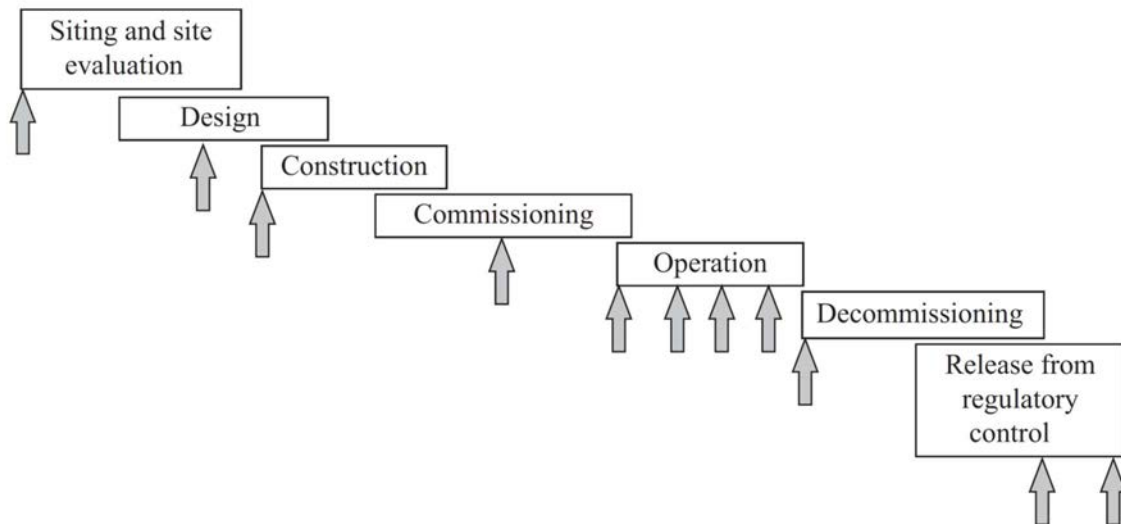 Siting and site
evaluation
Design
Construction
Commissioning
Operation
Decommissioning
Release from
regulatory
control